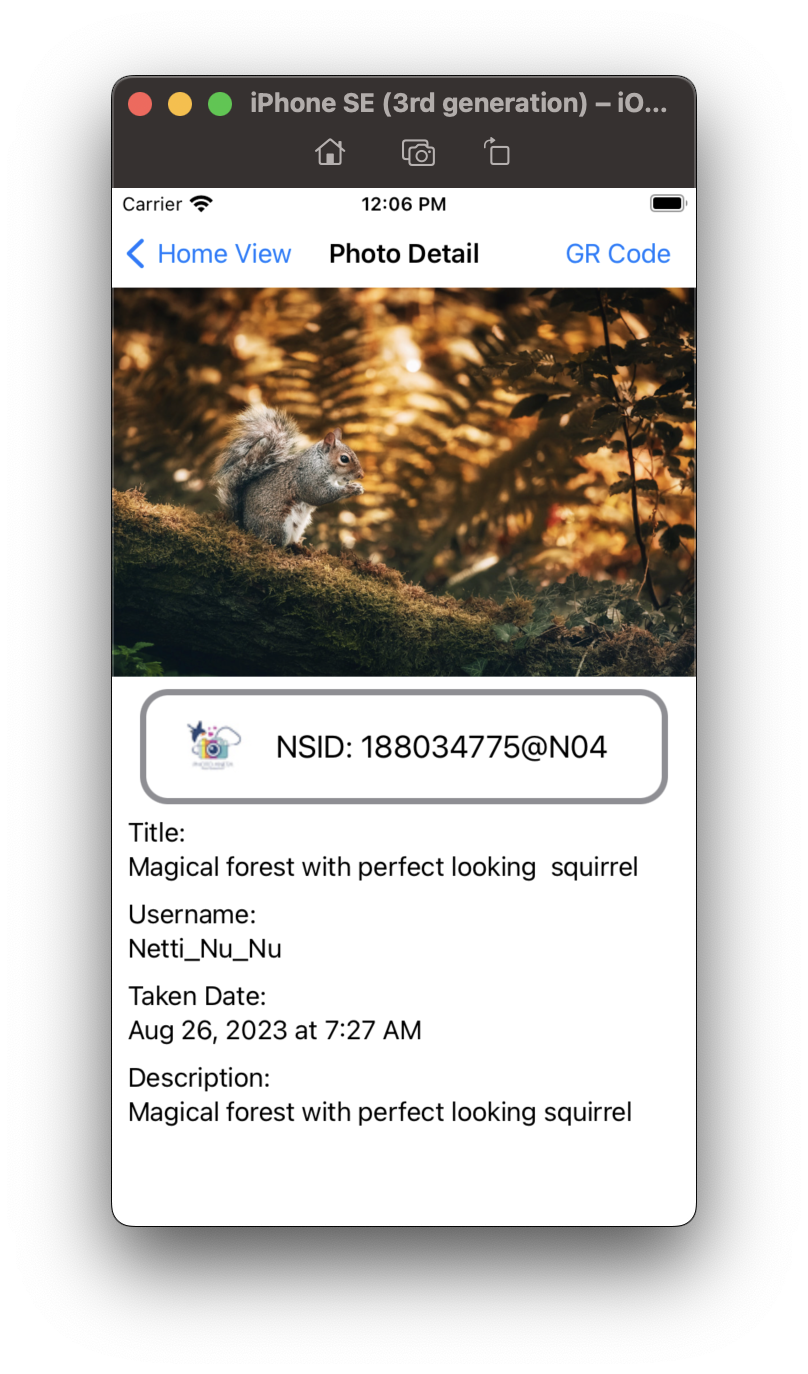 iPhone SE (3rd generation) – iO...
Carrier 12:06 PM
Home View Photo Detail GR Code
NSID: 188034775@N04
Title:
Magical forest with perfect looking  squirrel
Username:
Netti_Nu_Nu
Taken Date:
Aug 26, 2023 at 7:27 AM
Description:
Magical forest with perfect looking squirrel